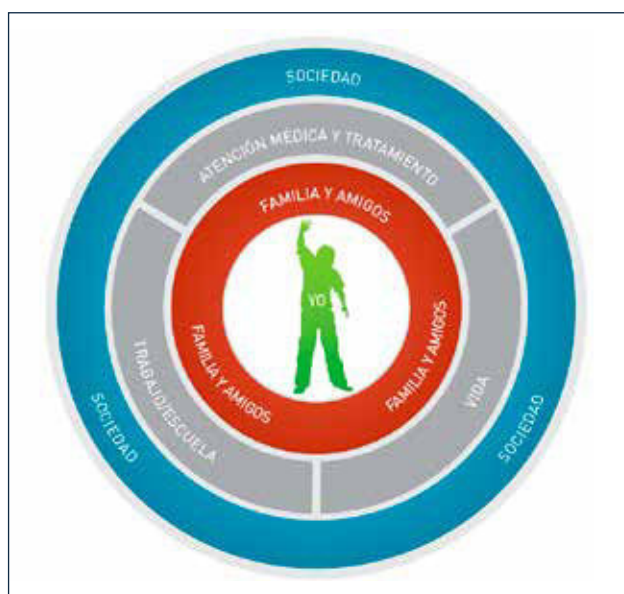 SOCIEDAD
ATENCIÓN MÉDICA Y TRATAMIENTO
FAMILIA Y AMIGOS
YO
FAMILIA Y AMIGOS
FAMILIA Y AMIGOS
TRABAJO/ESCUELA
VIDA
SOCIEDAD
SOCIEDAD